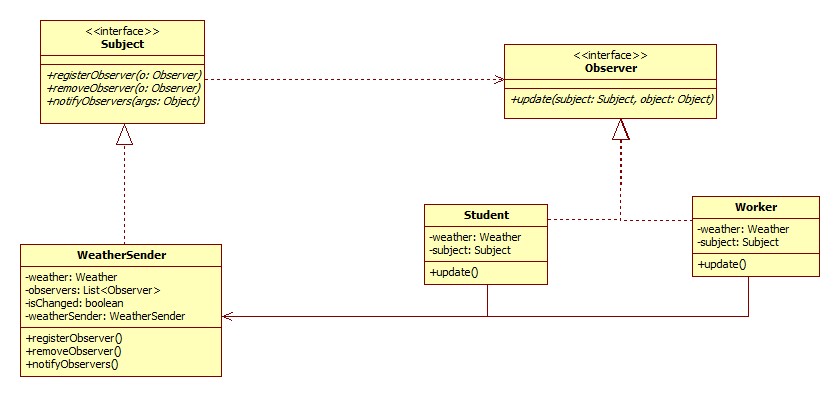 <<interface>>
Subject
+registerObserver(o: Observer)
+removeObserver(o: Observer)
+notifyObservers(args: Object)
<<interface>>
Observer
+update(subject: Subject, object: Object)
Student
-weather: Weather
-subject: Subject
+update()
Worker
-weather: Weather
-subject: Subject
+update()
WeatherSender
-weather: Weather
-observers: List<Observer>
-isChanged: boolean
-weatherSender: WeatherSender
+registerObserver()
+removeObserver()
+notifyObservers()